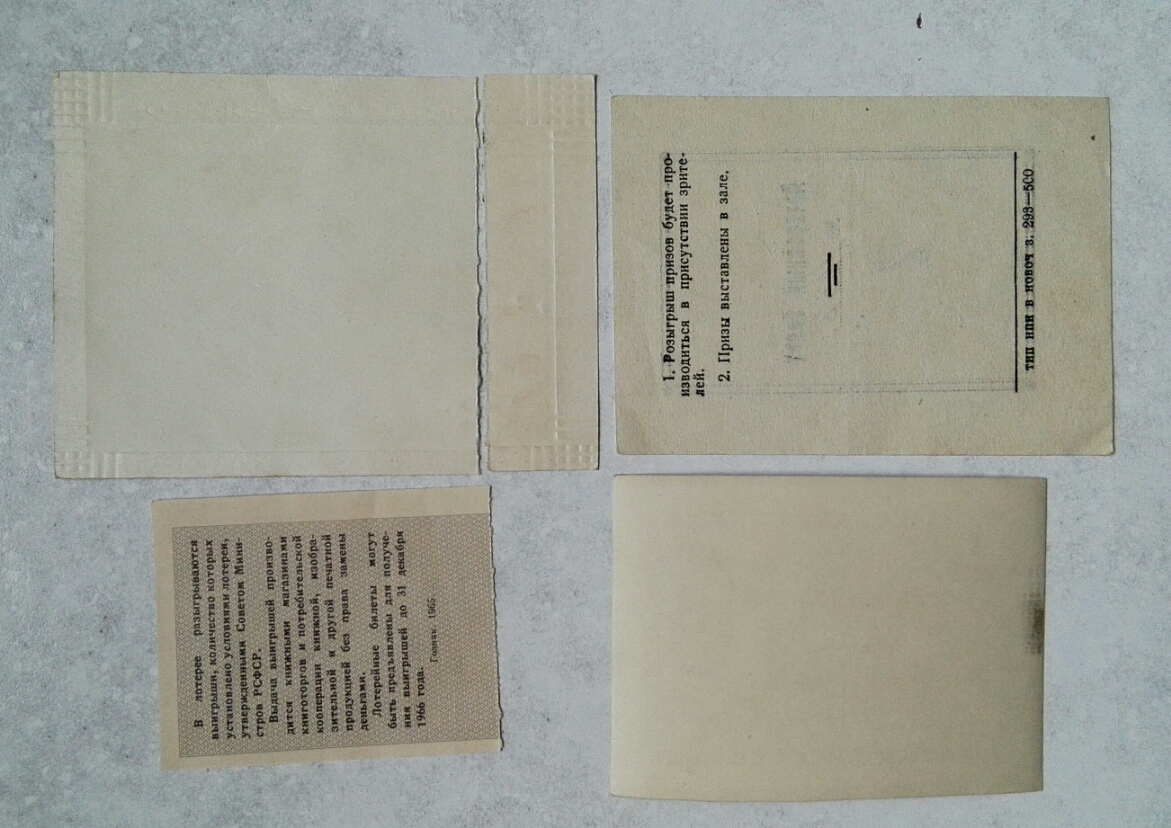 1. Розыгрыш призов будет про-
изводиться в присутствии зрите-
лей.
2. Призы выставлены в зале,
тип нпи в новоч з. 293—500
В лотерее разыгрываются
выигрыши, количество которых
установлено условиями лотереи,
утвержденными Советом Мини-
стров РСФСР.
Выдача выигрышей произво-
дится книжными магазинами
книготоргов и потребительской
кооперации книжной, изобра-
зительной и другой печатной
продукцией без права замены
деньгами.
Лотерейные билеты могут
быть предъявлены для получе-
ния выигрышей до 31 декабря
1966 года.
Гознак. 1965